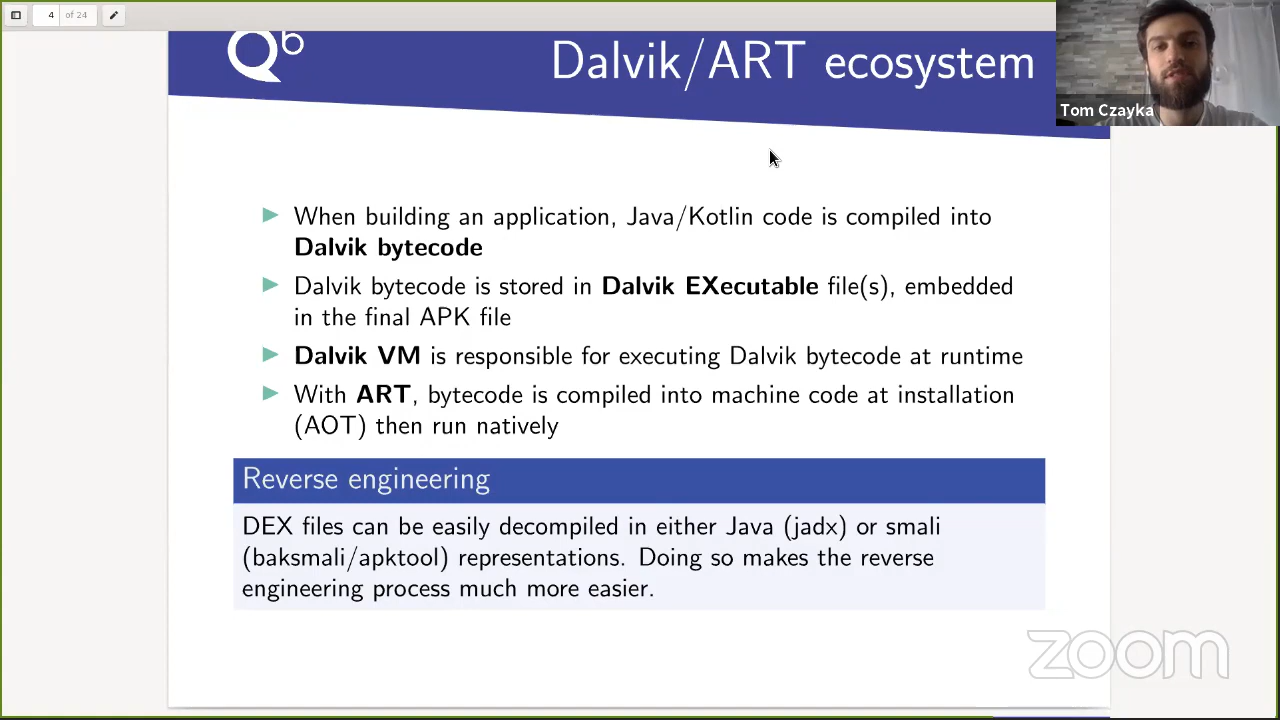 4 of 24
Qb
Dalvik/ART ecosystem
Tom Czayka
When building an application, Java/Kotlin code is compiled into
Dalvik bytecode
Dalvik bytecode is stored in Dalvik EXecutable file(s), embedded
in the final APK file
Dalvik VM is responsible for executing Dalvik bytecode at runtime
With ART, bytecode is compiled into machine code at installation
(AOT) then run natively
Reverse engineering
DEX files can be easily decompiled in either Java (jadx) or smali
(baksmali/apktool) representations. Doing so makes the reverse
engineering process much more easier.
zoom